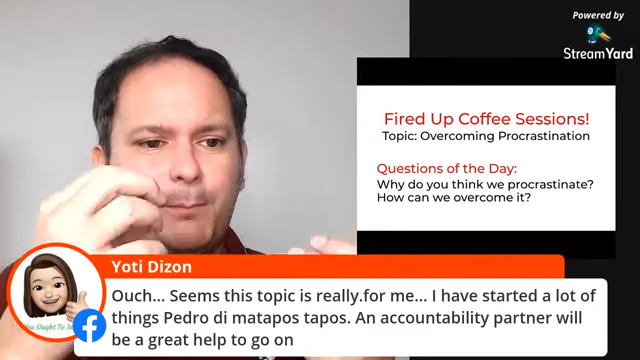 Powered by
StreamYard
Fired Up Coffee Sessions!
Topic: Overcoming Procrastination
Questions of the Day:
Why do you think we procrastinate?
How can we overcome it?
Yoti Dizon
Ouch... Seems this topic is really.for me... I have started a lot of
things Pedro di matapos tapos. An accountability partner will
be a great help to go on